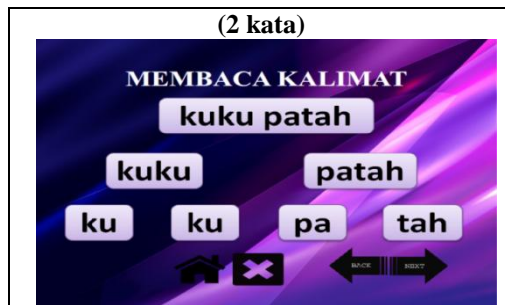 (2 kata)
MEMBACA KALIMAT
kuku patah
kuku patah
ku ku pa tah
BACK NEXT